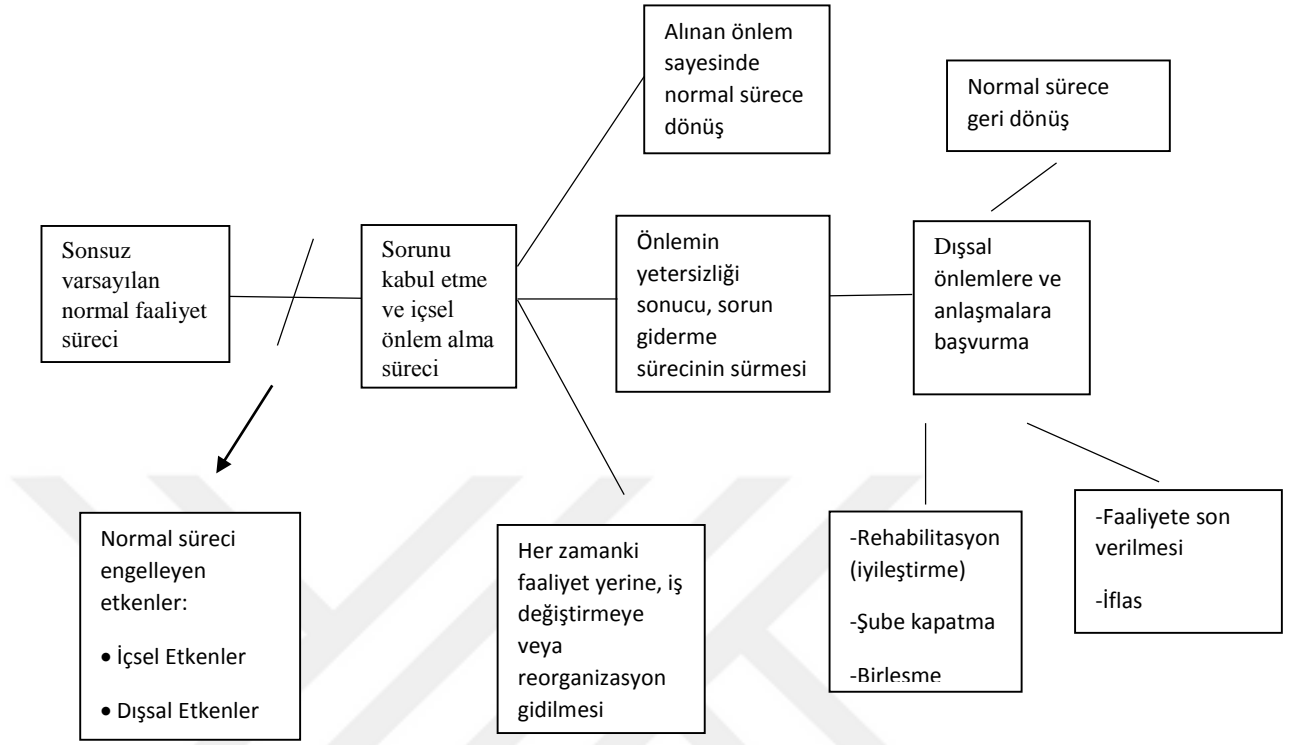 Alınan önlem
sayesinde
normal sürece
dönüş
Normal sürece
geri dönüş
Sonsuz
varsayılan
normal faaliyet
süreci
Sorunu
kabul etme
ve içsel
önlem alma
süreci
Önlemin
yetersizliği
sonucu, sorun
giderme
sürecinin sürmesi
Dışsal
önlemlere ve
anlaşmalara
başvurma
Normal süreci
engelleyen
etkenler:
• İçsel Etkenler
• Dışsal Etkenler
Her zamanki
faaliyet yerine, iş
değiştirmeye
veya
reorganizasyon
gidilmesi
-Rehabilitasyon
(iyileştirme)
-Şube kapatma
-Birleşme
-Faaliyete son
verilmesi
-İflas